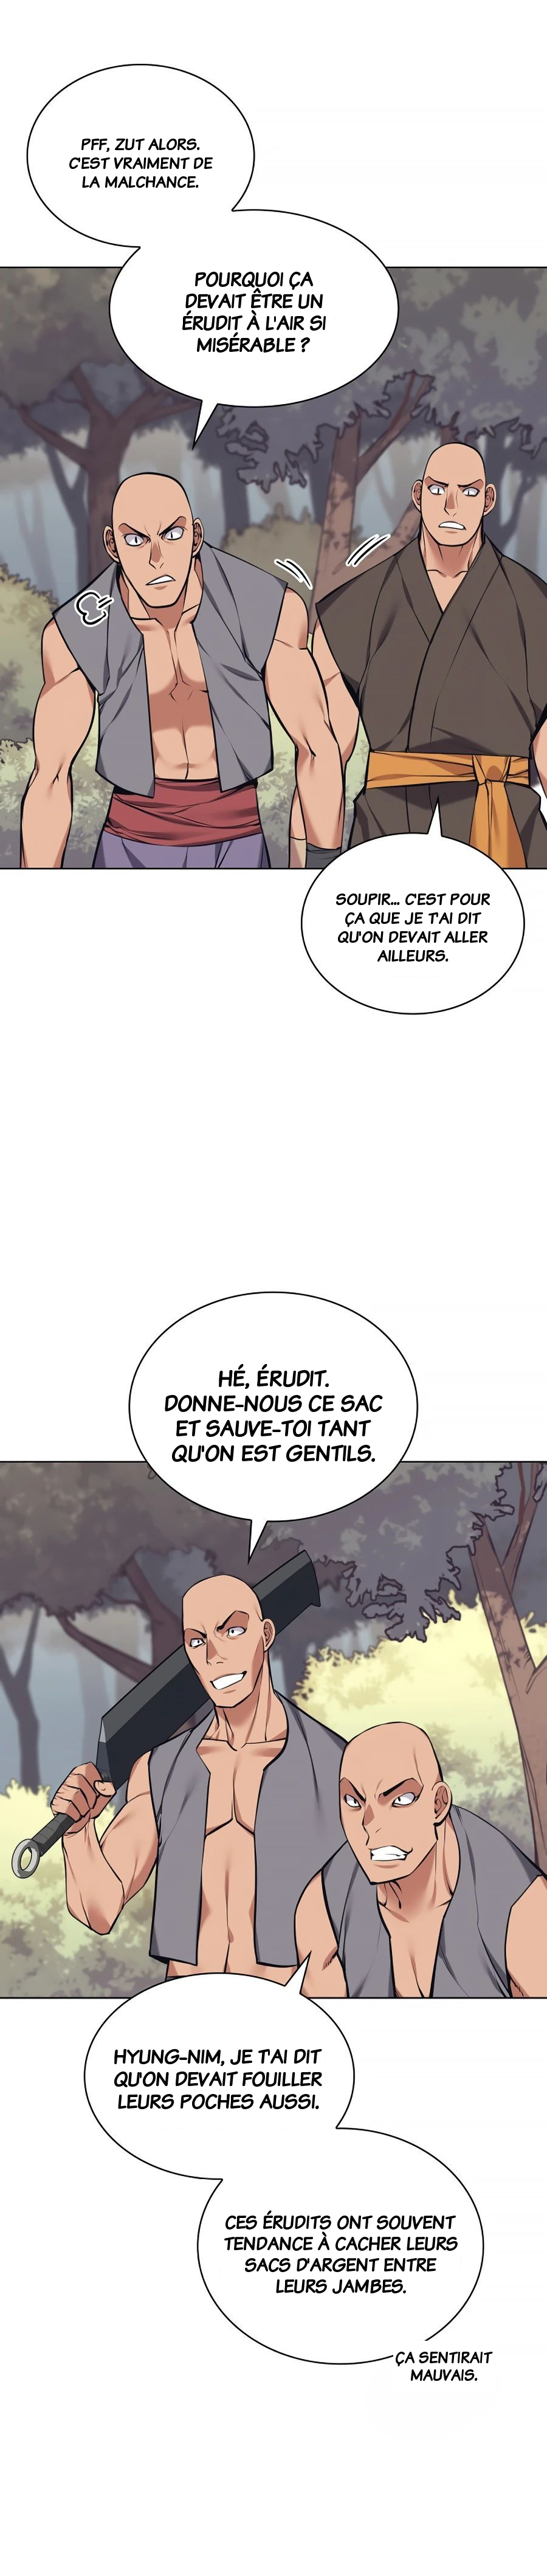 PFF, ZUT ALORS.
C'EST VRAIMENT DE
LA MALCHANCE.
POURQUOI ÇA
DEVAIT ÊTRE UN
ÉRUDIT À L'AIR SI
MISÉRABLE ?
SOUPIR... C'EST POUR
ÇA QUE JE T'AI DIT
QU'ON DEVAIT ALLER
AILLEURS.
HÉ, ÉRUDIT.
DONNE-NOUS CE SAC
ET SAUVE-TOI TANT
QU'ON EST GENTILS.
HYUNG-NIM, JE T'AI DIT
QU'ON DEVAIT FOUILLER
LEURS POCHES AUSSI.
CES ÉRUDITS ONT SOUVENT
TENDANCE À CACHER LEURS
SACS D'ARGENT ENTRE
LEURS JAMBES.
ÇA SENTIRAIT
MAUVAIS.